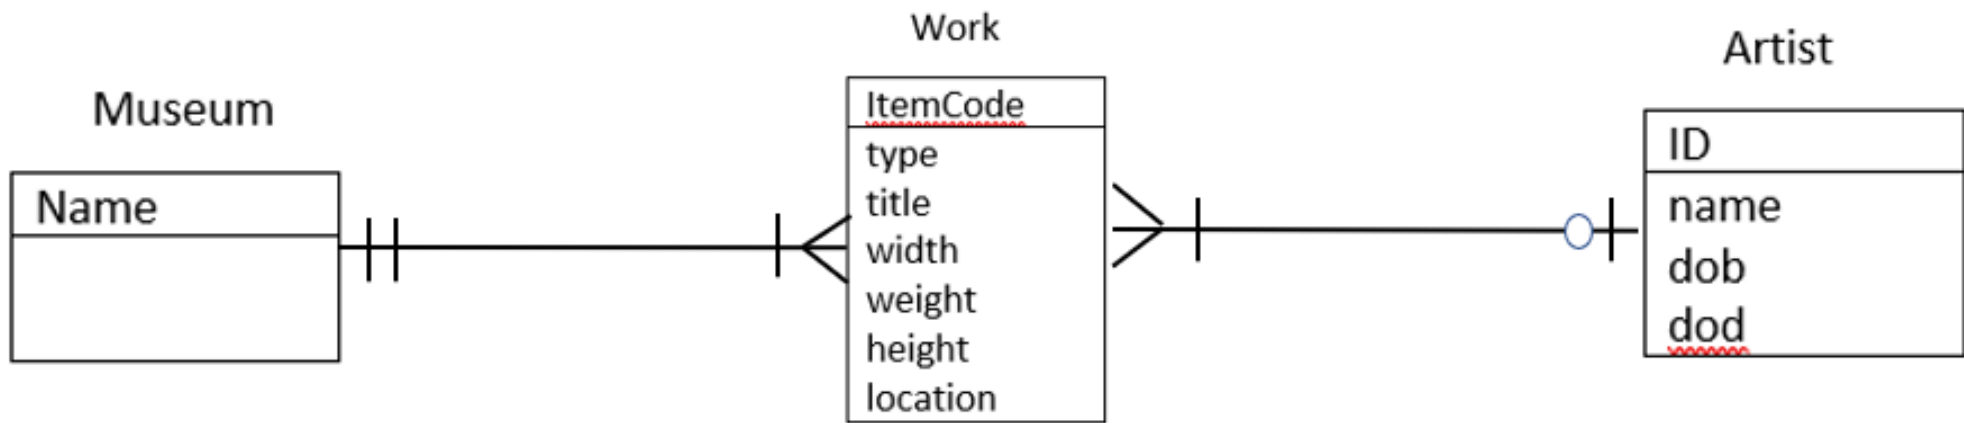 Museum
Name
Work
ItemCode
type
title
width
weight
height
location
Artist
ID
name
dob
dod